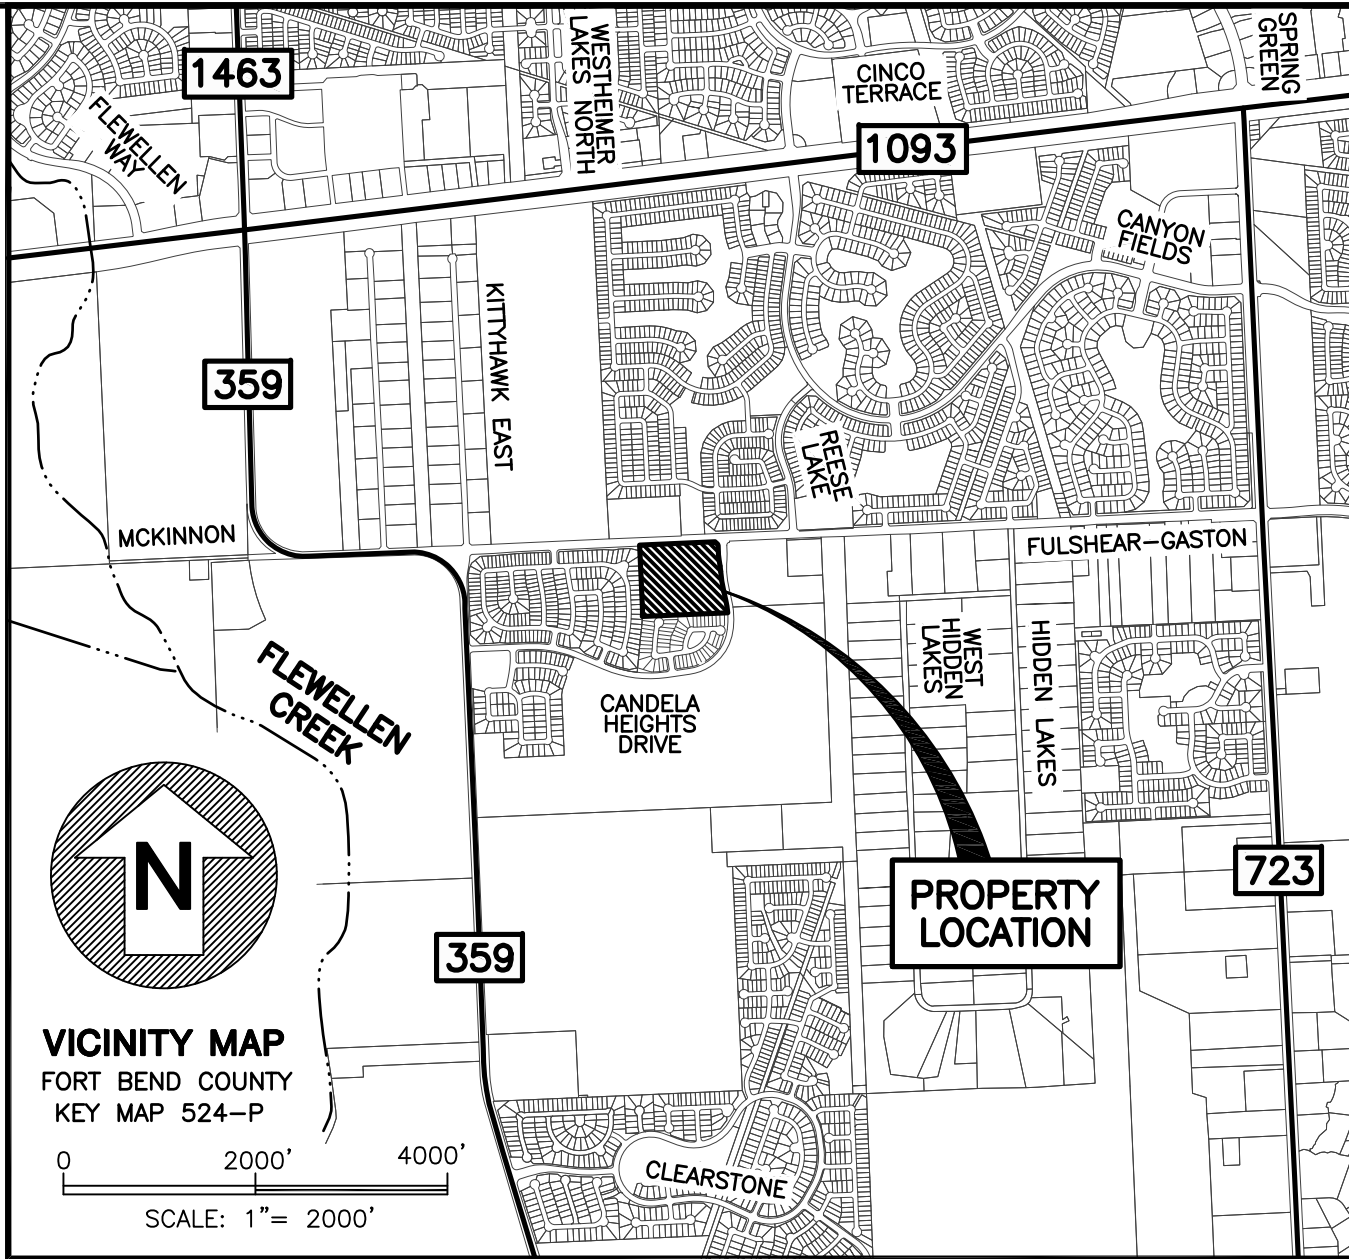 1463
FLEWELLEN
WAY
WESTHEIMER
LAKES NORTH
CINCO
TERRACE
SPRING
GREEN
1093
CANYON
FIELDS
359
KITTYHAWK EAST
REESE
LAKE
MCKINNON
FULSHEAR-GASTON
FLEWELLEN
CREEK
CANDELA
HEIGHTS
DRIVE
WEST
HIDDEN
LAKES
HIDDEN LAKES
N
359
PROPERTY
LOCATION
723
VICINITY MAP
FORT BEND COUNTY
KEY MAP 524-P
0 2000' 4000'
SCALE: 1"= 2000'
CLEARSTONE